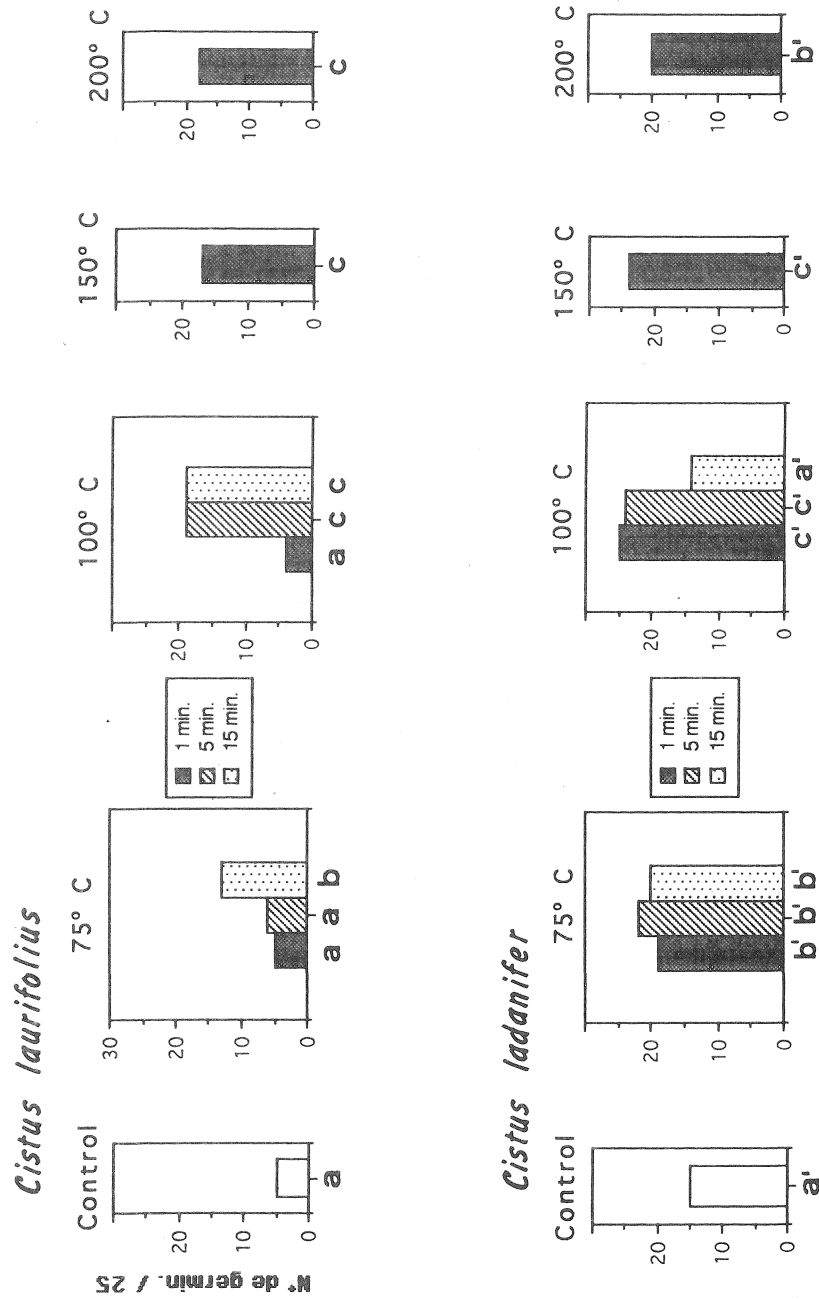 Cistus laurifolius
Control
75° C
100° C
150° C
200° C
Nº de germin. / 25
20
10
0
30
20
10
0
20
10
0
20
10
0
20
10
0
1 min.
5 min.
15 min.
a
a a b
a c c
c
c
Cistus ladanifer
Control
75° C
100° C
150° C
200° C
20
10
0
20
10
0
20
10
0
20
10
0
20
10
0
1 min.
5 min.
15 min.
a'
b' b' b'
c' c' a'
c'
b'